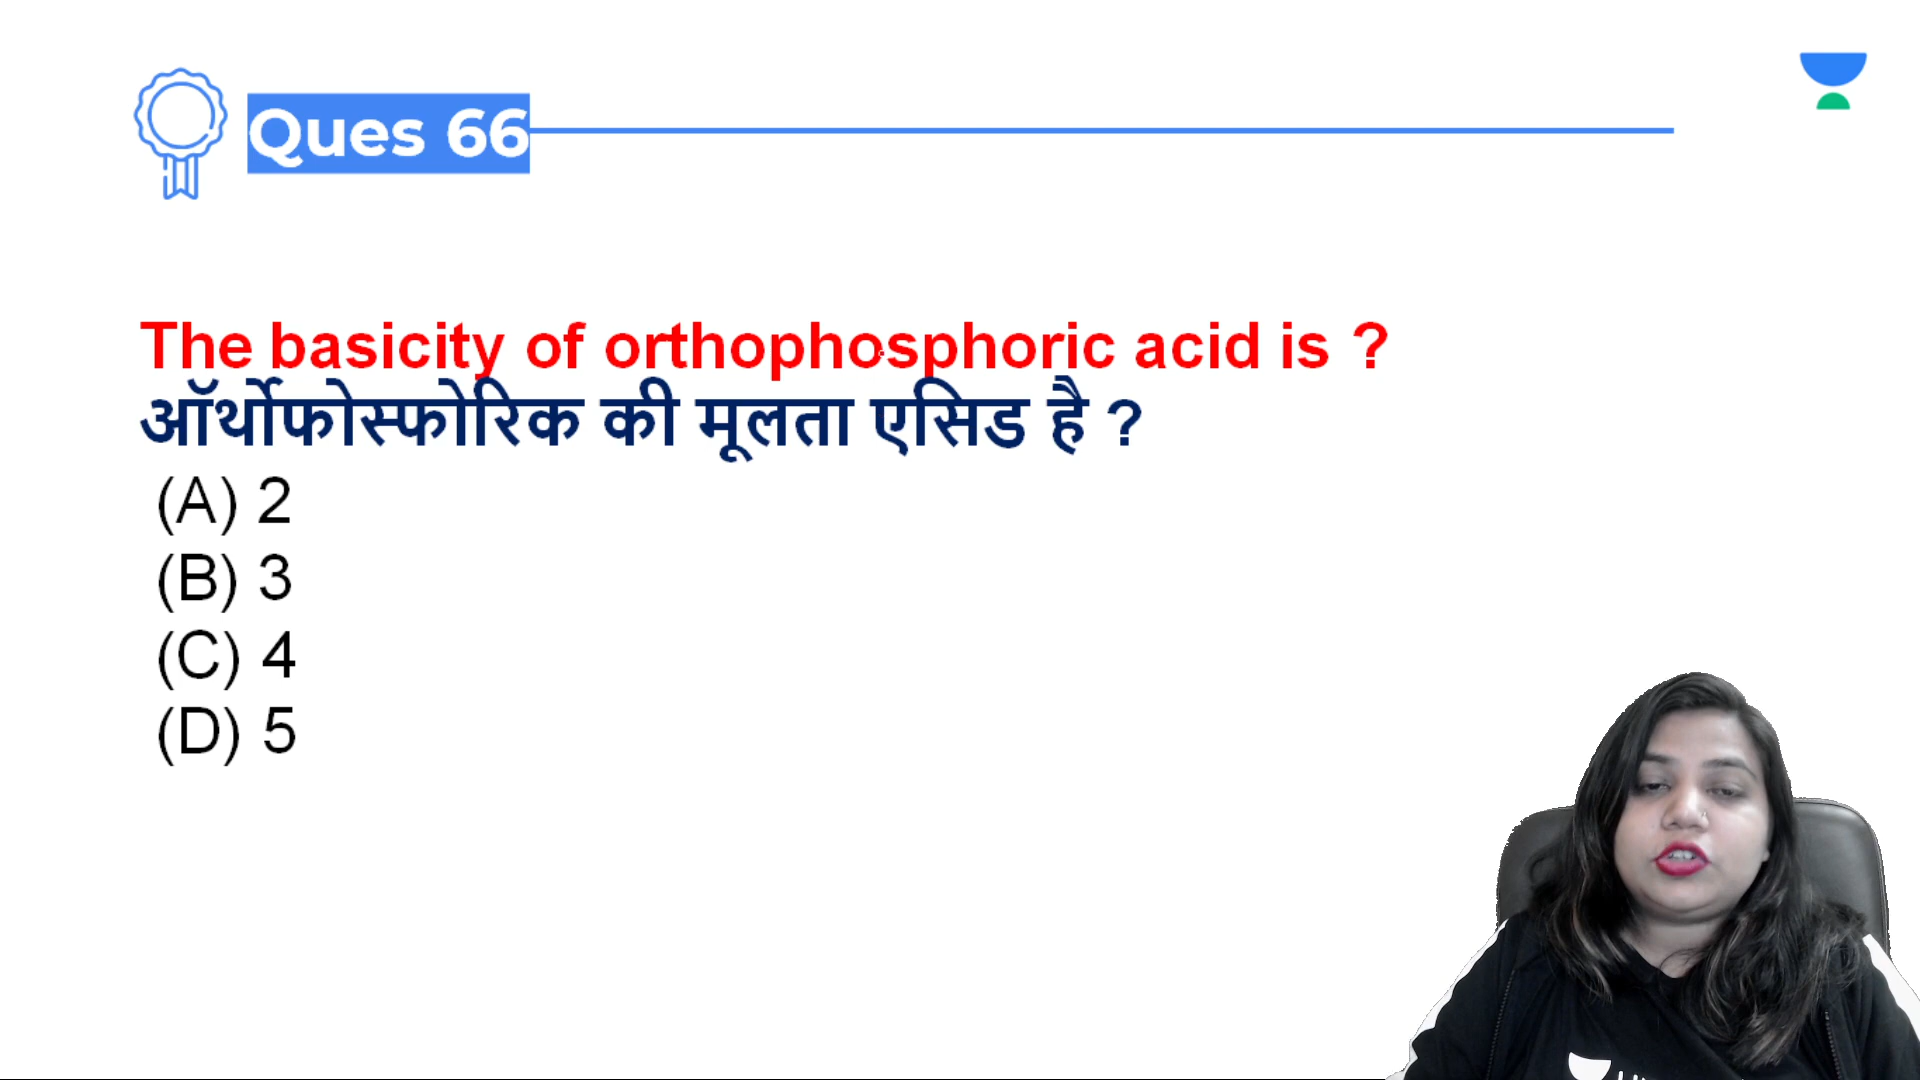 Ques 66
The basicity of orthophosphoric acid is ?
ऑर्थोफोस्फोरिक की मूलता एसिड है ?
(A) 2
(B) 3
(C) 4
(D) 5